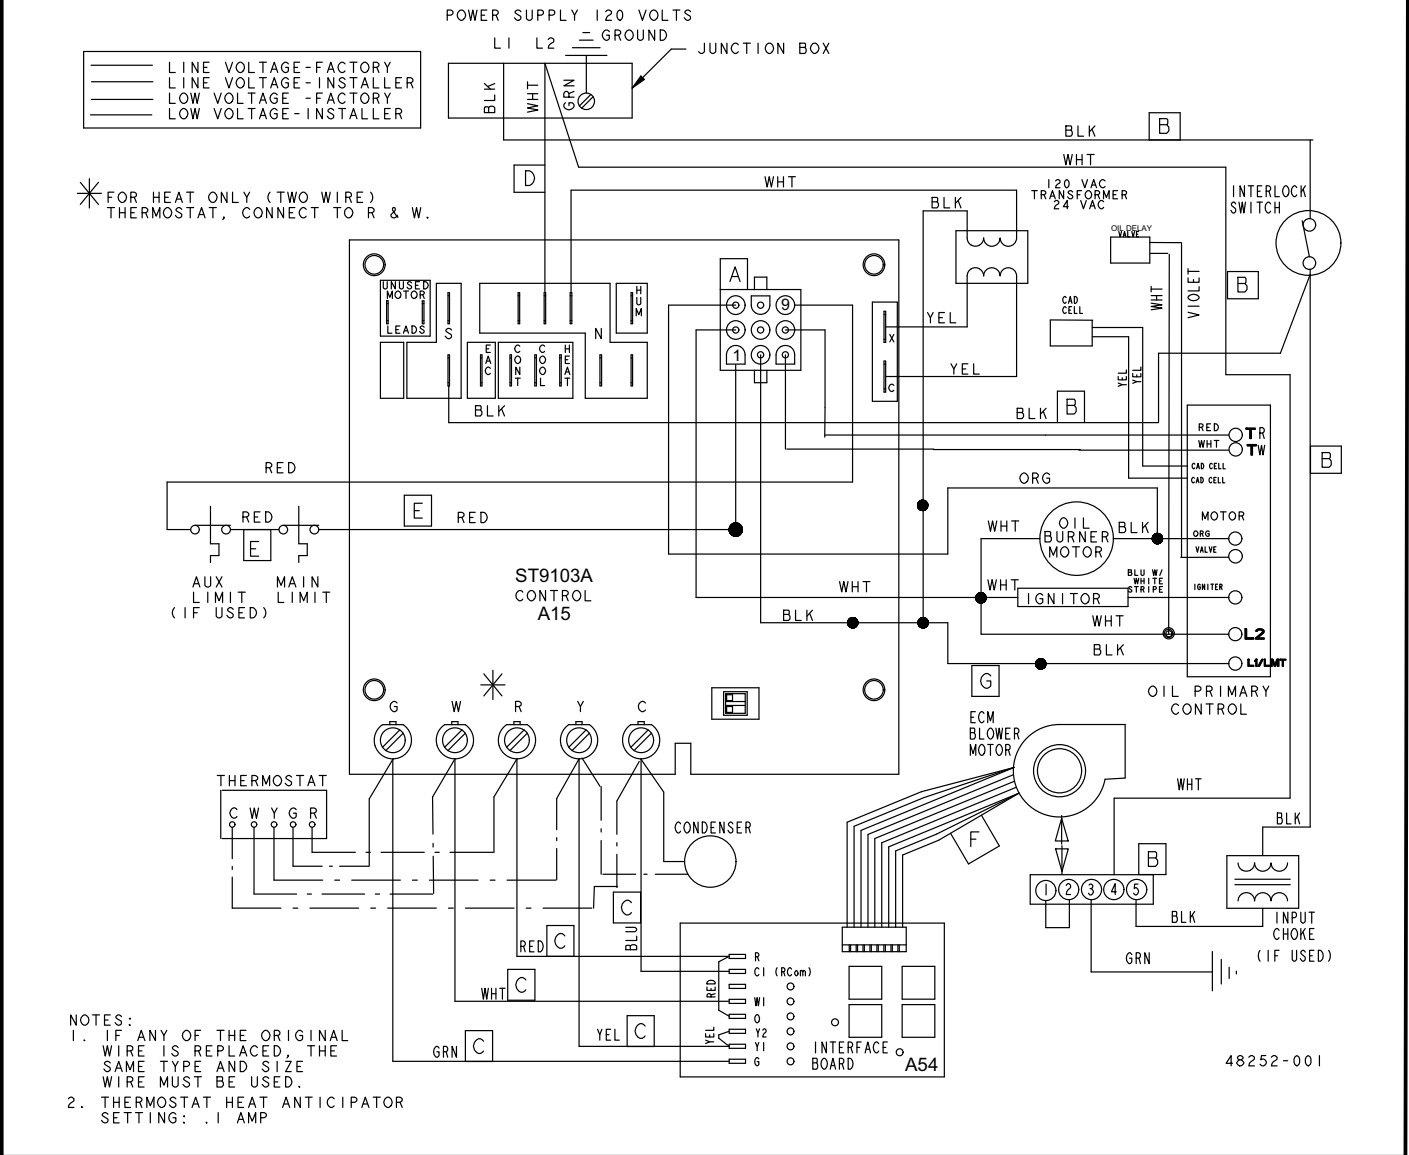 POWER SUPPLY 120 VOLTS
L1 L2 GROUND
JUNCTION BOX
BLK WHT GRN
LINE VOLTAGE-FACTORY
LINE VOLTAGE-INSTALLER
LOW VOLTAGE -FACTORY
LOW VOLTAGE-INSTALLER
FOR HEAT ONLY (TWO WIRE)
THERMOSTAT, CONNECT TO R & W.
BLK B
WHT
D
WHT
BLK
120 VAC
TRANSFORMER
24 VAC
INTERLOCK
SWITCH
OIL DELAY
VALVE
WHT
VIOLET
B
CAD
CELL
YEL
YEL
A
UNUSED
MOTOR
LEADS
S
HUM
N
EAC
CONT
COOL
HEAT
9
1
X
C
YEL
YEL
BLK
BLK B
RED TR
WHT TW
CAD CELL
CAD CELL
B
RED
ORG
MOTOR
E
RED
RED
E
WHT
OIL
BURNER
MOTOR
BLK
ORG
VALVE
AUX
LIMIT
(IF USED)
MAIN
LIMIT
ST9103A
CONTROL
A15
WHT
WHT
IGNITOR
BLU W/
WHITE
STRIPE
IGNITER
BLK
WHT
L2
BLK
L1/LMT
G
OIL PRIMARY
CONTROL
G W R Y C
ECM
BLOWER
MOTOR
THERMOSTAT
C W Y G R
CONDENSER
F
WHT
BLK
B
1 2 3 4 5
BLK
INPUT
CHOKE
(IF USED)
GRN
C
BLU
RED C
WHT C
YEL C
GRN C
R
C1 (RCom)
W1
O
Y2
Y1
G
RED
YEL
INTERFACE
BOARD
A54
NOTES:
1. IF ANY OF THE ORIGINAL
WIRE IS REPLACED, THE
SAME TYPE AND SIZE
WIRE MUST BE USED.
2. THERMOSTAT HEAT ANTICIPATOR
SETTING: .1 AMP
48252-001